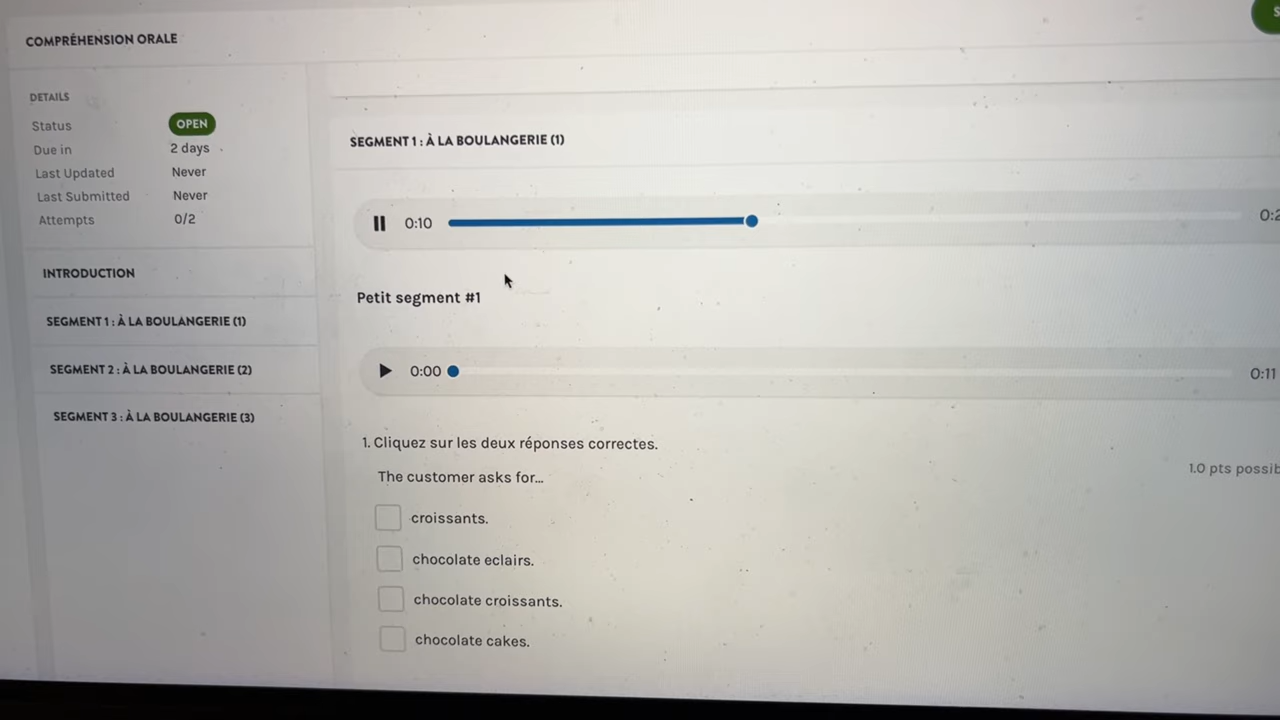 COMPRÉHENSION ORALE
DETAILS
Status OPEN
Due in 2 days
Last Updated Never
Last Submitted Never
Attempts 0/2
INTRODUCTION
SEGMENT 1 : À LA BOULANGERIE (1)
SEGMENT 2 : À LA BOULANGERIE (2)
SEGMENT 3 : À LA BOULANGERIE (3)
SEGMENT 1 : À LA BOULANGERIE (1)
0:10
Petit segment #1
0:00 0:11
1. Cliquez sur les deux réponses correctes.
1.0 pts
The customer asks for...
croissants.
chocolate eclairs.
chocolate croissants.
chocolate cakes.